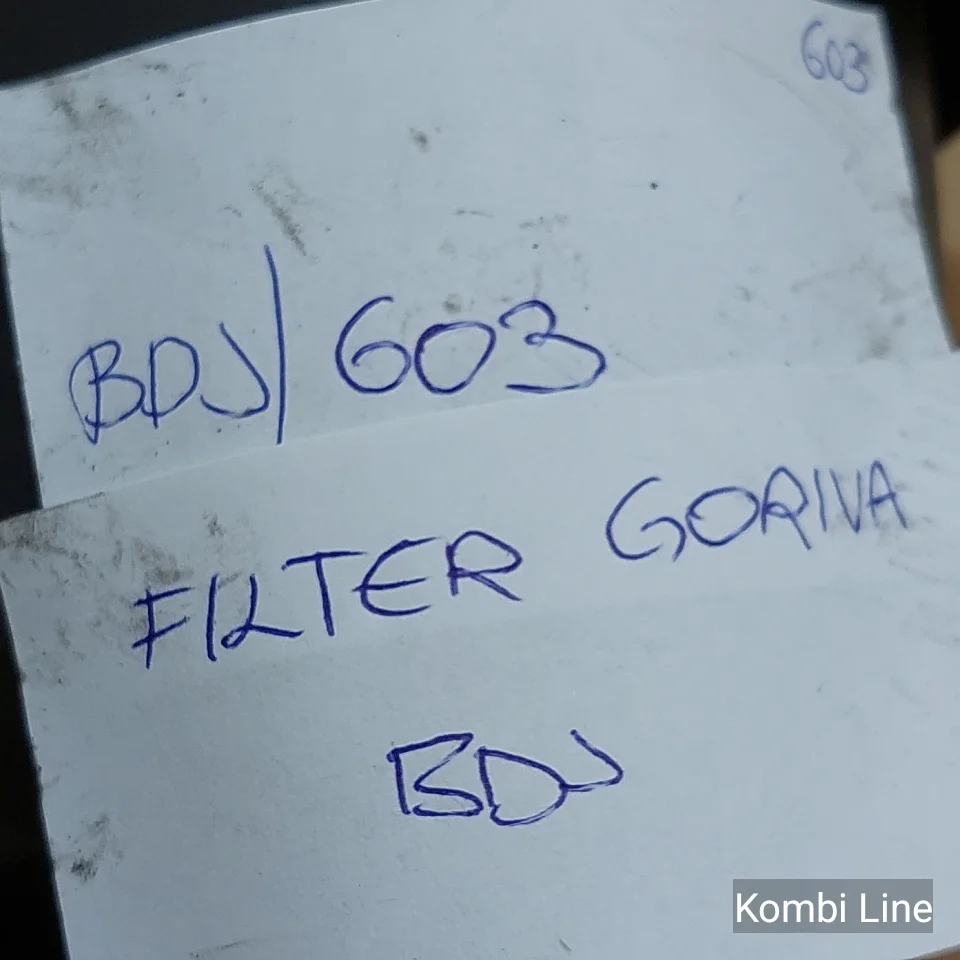 603
BDJ/603
FILTER GORIVA
BDJ
Kombi Line